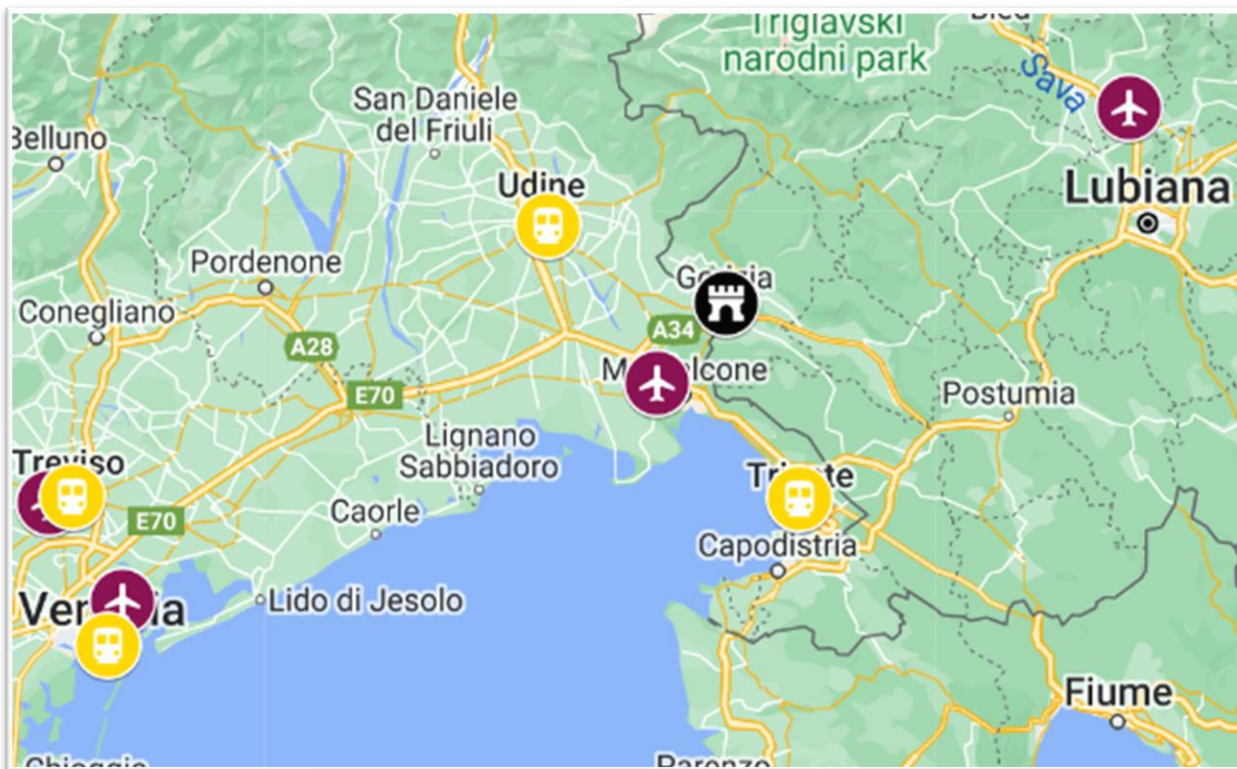 Triglavski
narodni park
Sava
San Daniele
del Friuli
Belluno
Udine
Lubiana
Pordenone
Conegliano
A34
A28
E70
Postumia
Lignano
Sabbiadoro
Treviso
Caorle
E70
Capodistria
Lido di Jesolo
Fiume